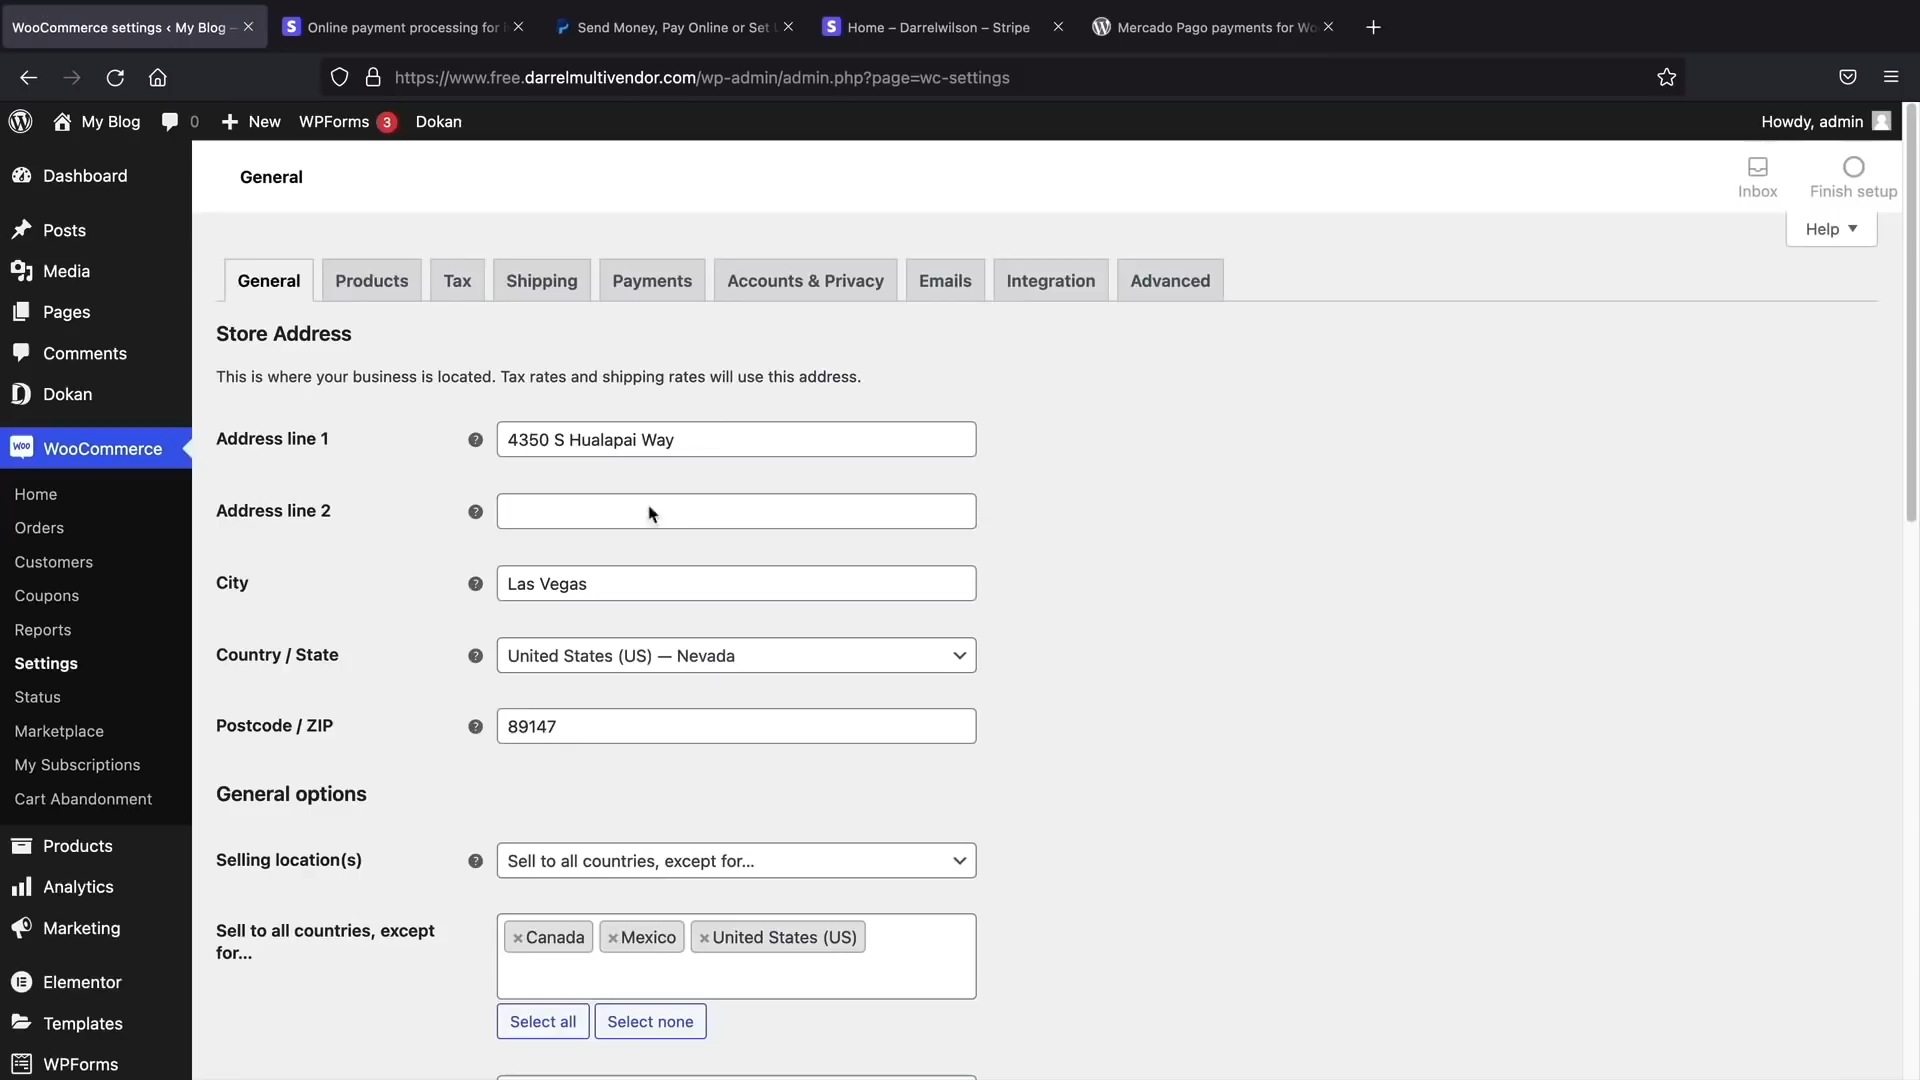 WooCommerce settings ‹ My Blog –
Online payment processing for i
Send Money, Pay Online or Set U
Home – Darrelwilson – Stripe
Mercado Pago payments for Wo
https://www.free.darrelmultivendor.com/wp-admin/admin.php?page=wc-settings
My Blog
0
New
WPForms 3
Dokan
Howdy, admin
Dashboard
Posts
Media
Pages
Comments
Dokan
WooCommerce
Home
Orders
Customers
Coupons
Reports
Settings
Status
Marketplace
My Subscriptions
Cart Abandonment
Products
Analytics
Marketing
Elementor
Templates
WPForms
General
Inbox
Finish setup
Help
General
Products
Tax
Shipping
Payments
Accounts & Privacy
Emails
Integration
Advanced
Store Address
This is where your business is located. Tax rates and shipping rates will use this address.
Address line 1
4350 S Hualapai Way
Address line 2
City
Las Vegas
Country / State
United States (US) — Nevada
Postcode / ZIP
89147
General options
Selling location(s)
Sell to all countries, except for...
Sell to all countries, except
for...
×Canada ×Mexico ×United States (US)
Select all
Select none